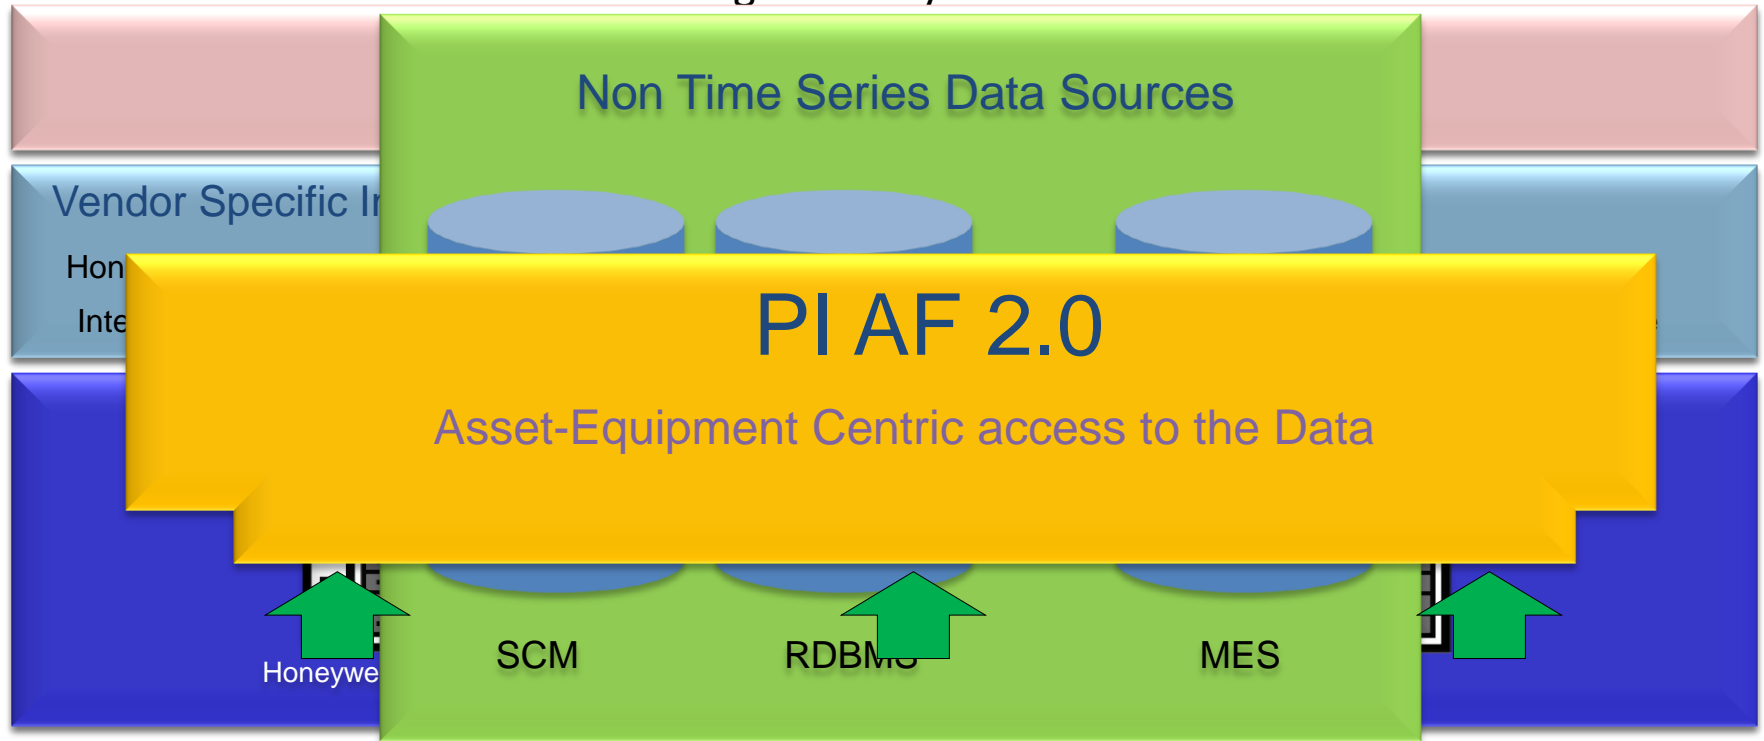 Non Time Series Data Sources
Vendor Specific
Hon
Inte
PI AF 2.0
Asset-Equipment Centric access to the Data
SCM
RDBMS
MES
Honeywe